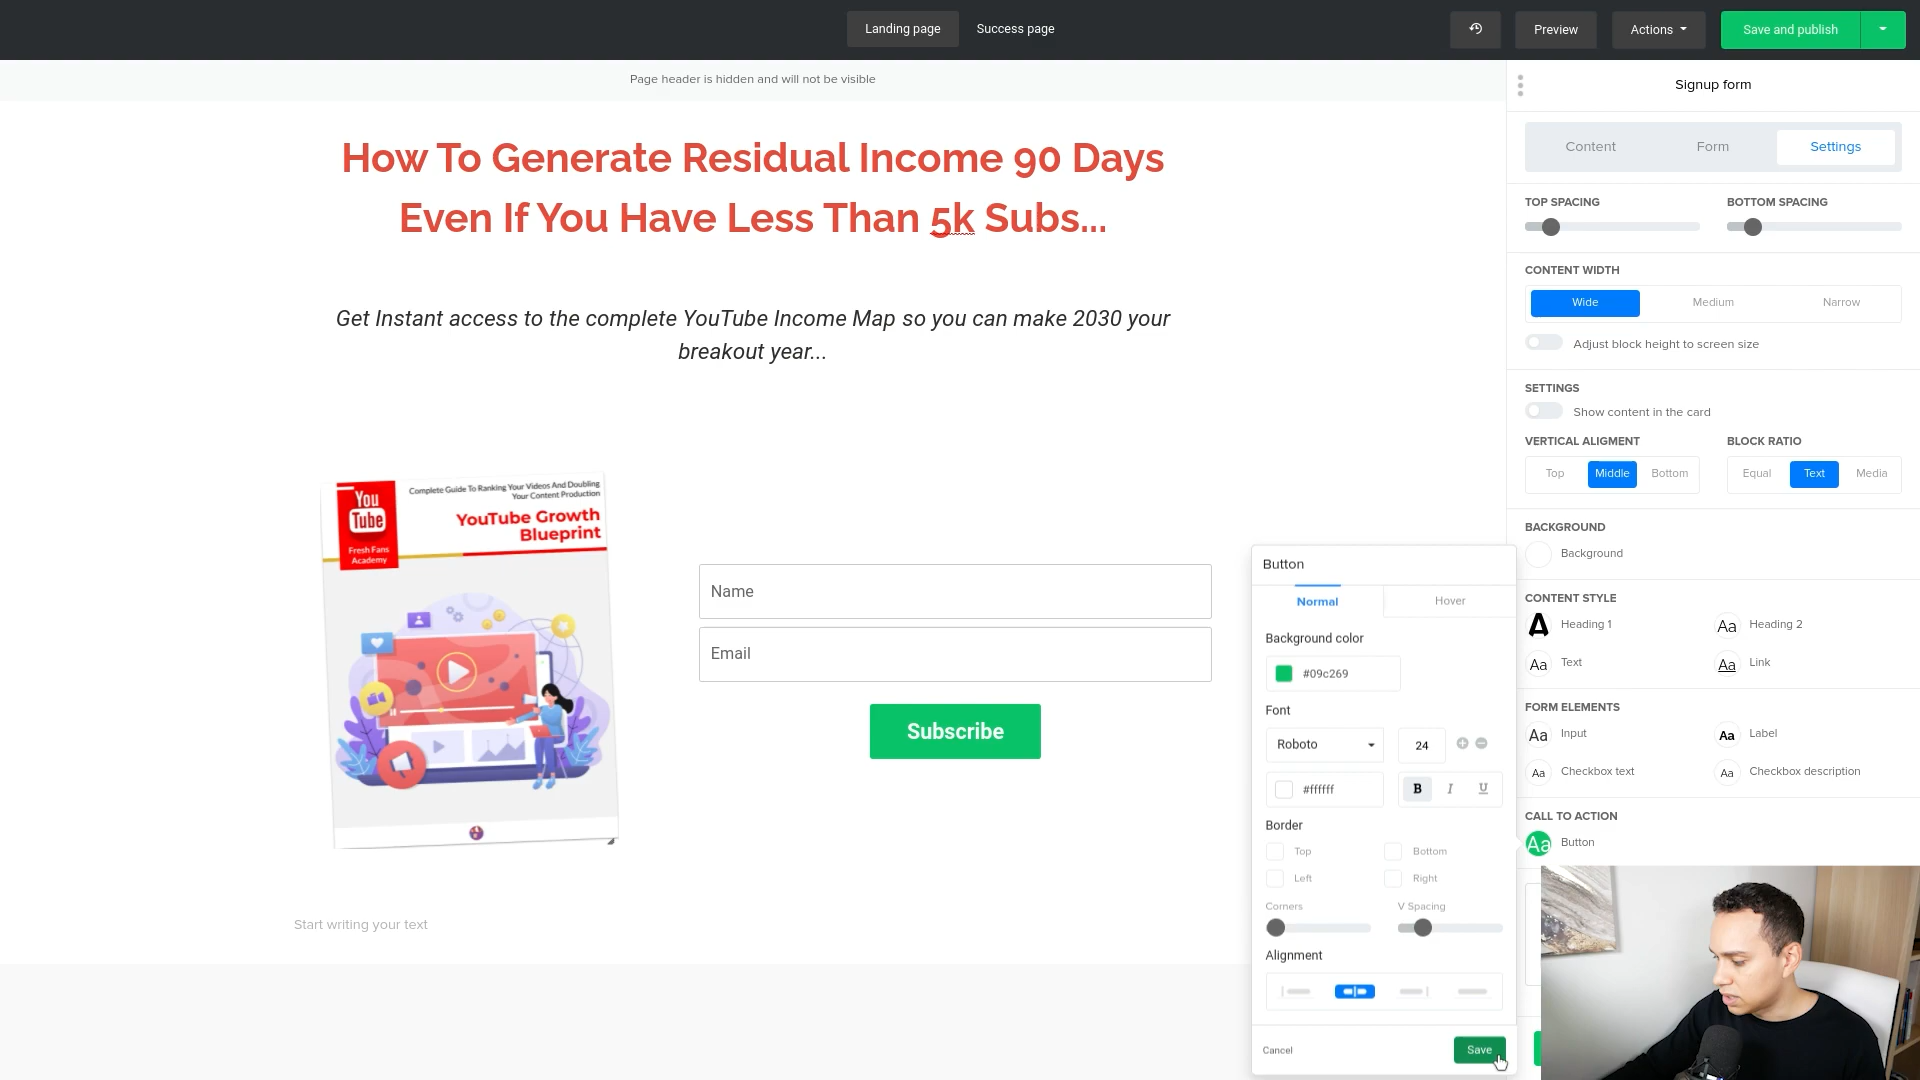 Landing page
Success page
Preview
Actions
Save and publish
Page header is hidden and will not be visible
How To Generate Residual Income 90 Days
Even If You Have Less Than 5k Subs...
Get Instant access to the complete YouTube Income Map so you can make 2030 your
breakout year...
You
Tube
Fresh Fans
Academy
Complete Guide To Ranking Your Videos And Doubling
Your Content Production
YouTube Growth
Blueprint
Name
Email
Subscribe
Start writing your text
Button
Normal
Hover
Background color
#09c269
Font
Roboto
24
#ffffff
B
I
U
Border
Top
Bottom
Left
Right
Corners
V Spacing
Alignment
Cancel
Save
Signup form
Content
Form
Settings
TOP SPACING
BOTTOM SPACING
CONTENT WIDTH
Wide
Medium
Narrow
Adjust block height to screen size
SETTINGS
Show content in the card
VERTICAL ALIGMENT
BLOCK RATIO
Top
Middle
Bottom
Equal
Text
Media
BACKGROUND
Background
CONTENT STYLE
A
Heading 1
Aa
Heading 2
Aa
Text
Aa
Link
FORM ELEMENTS
Aa
Input
Aa
Label
Aa
Checkbox text
Aa
Checkbox description
CALL TO ACTION
Aa
Button